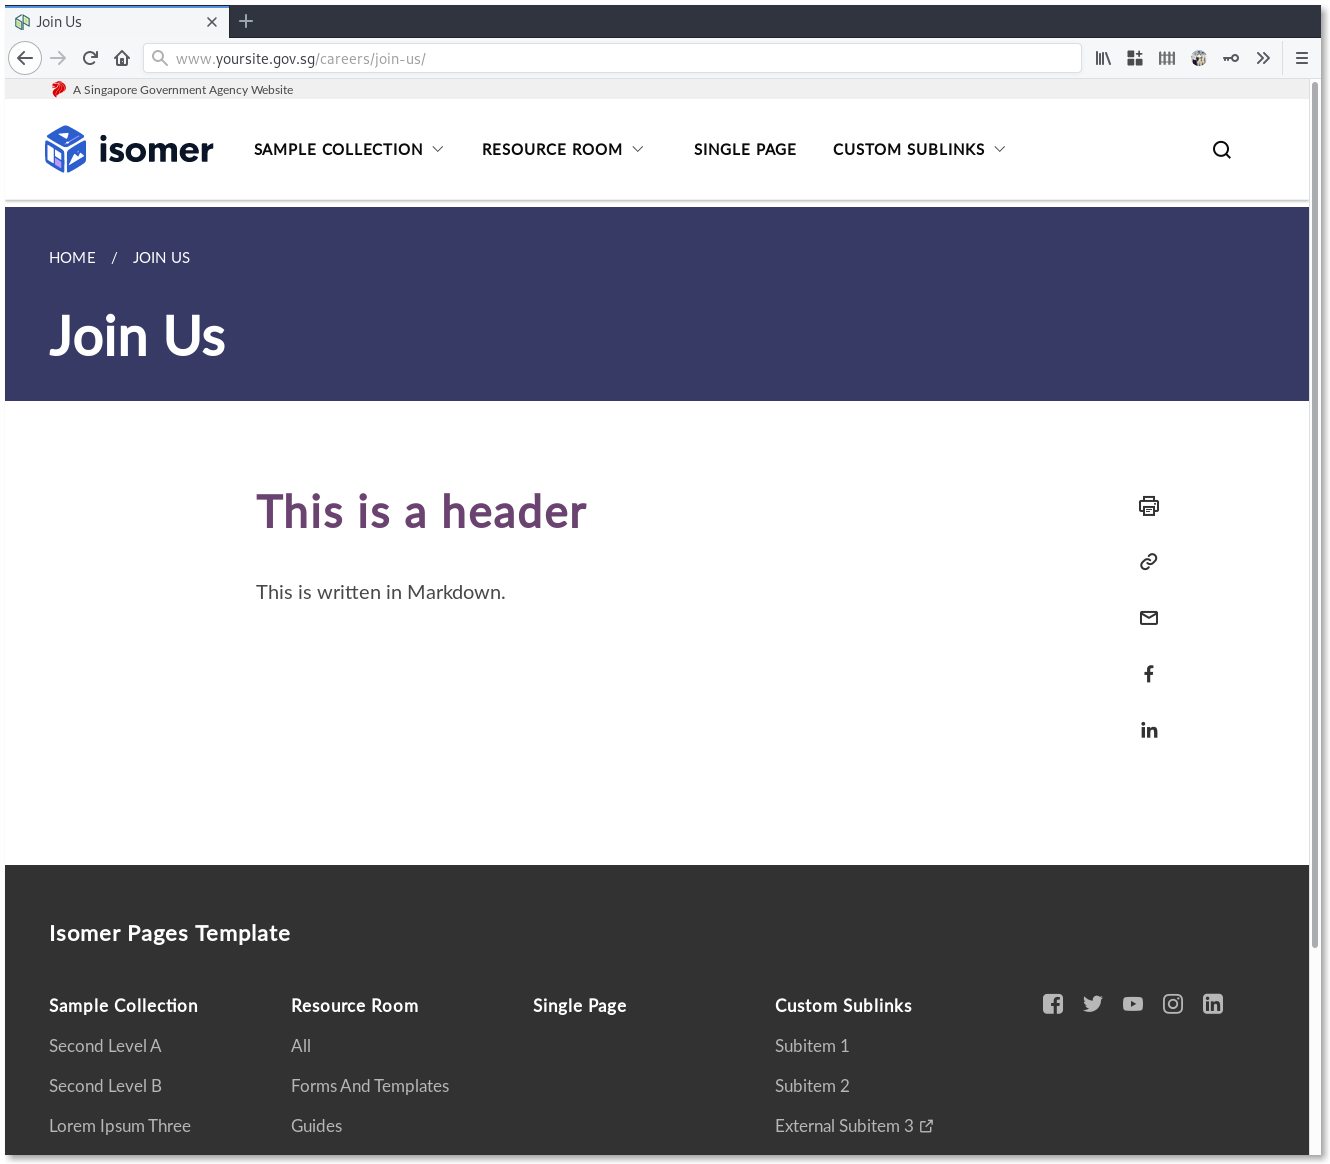 Join Us
www.yoursite.gov.sg/careers/join-us/
A Singapore Government Agency Website
isomer
SAMPLE COLLECTION
RESOURCE ROOM
SINGLE PAGE
CUSTOM SUBLINKS
HOME / JOIN US
Join Us
This is a header
This is written in Markdown.
Isomer Pages Template
Sample Collection
Second Level A
Second Level B
Lorem Ipsum Three
Resource Room
All
Forms And Templates
Guides
Single Page
Custom Sublinks
Subitem 1
Subitem 2
External Subitem 3